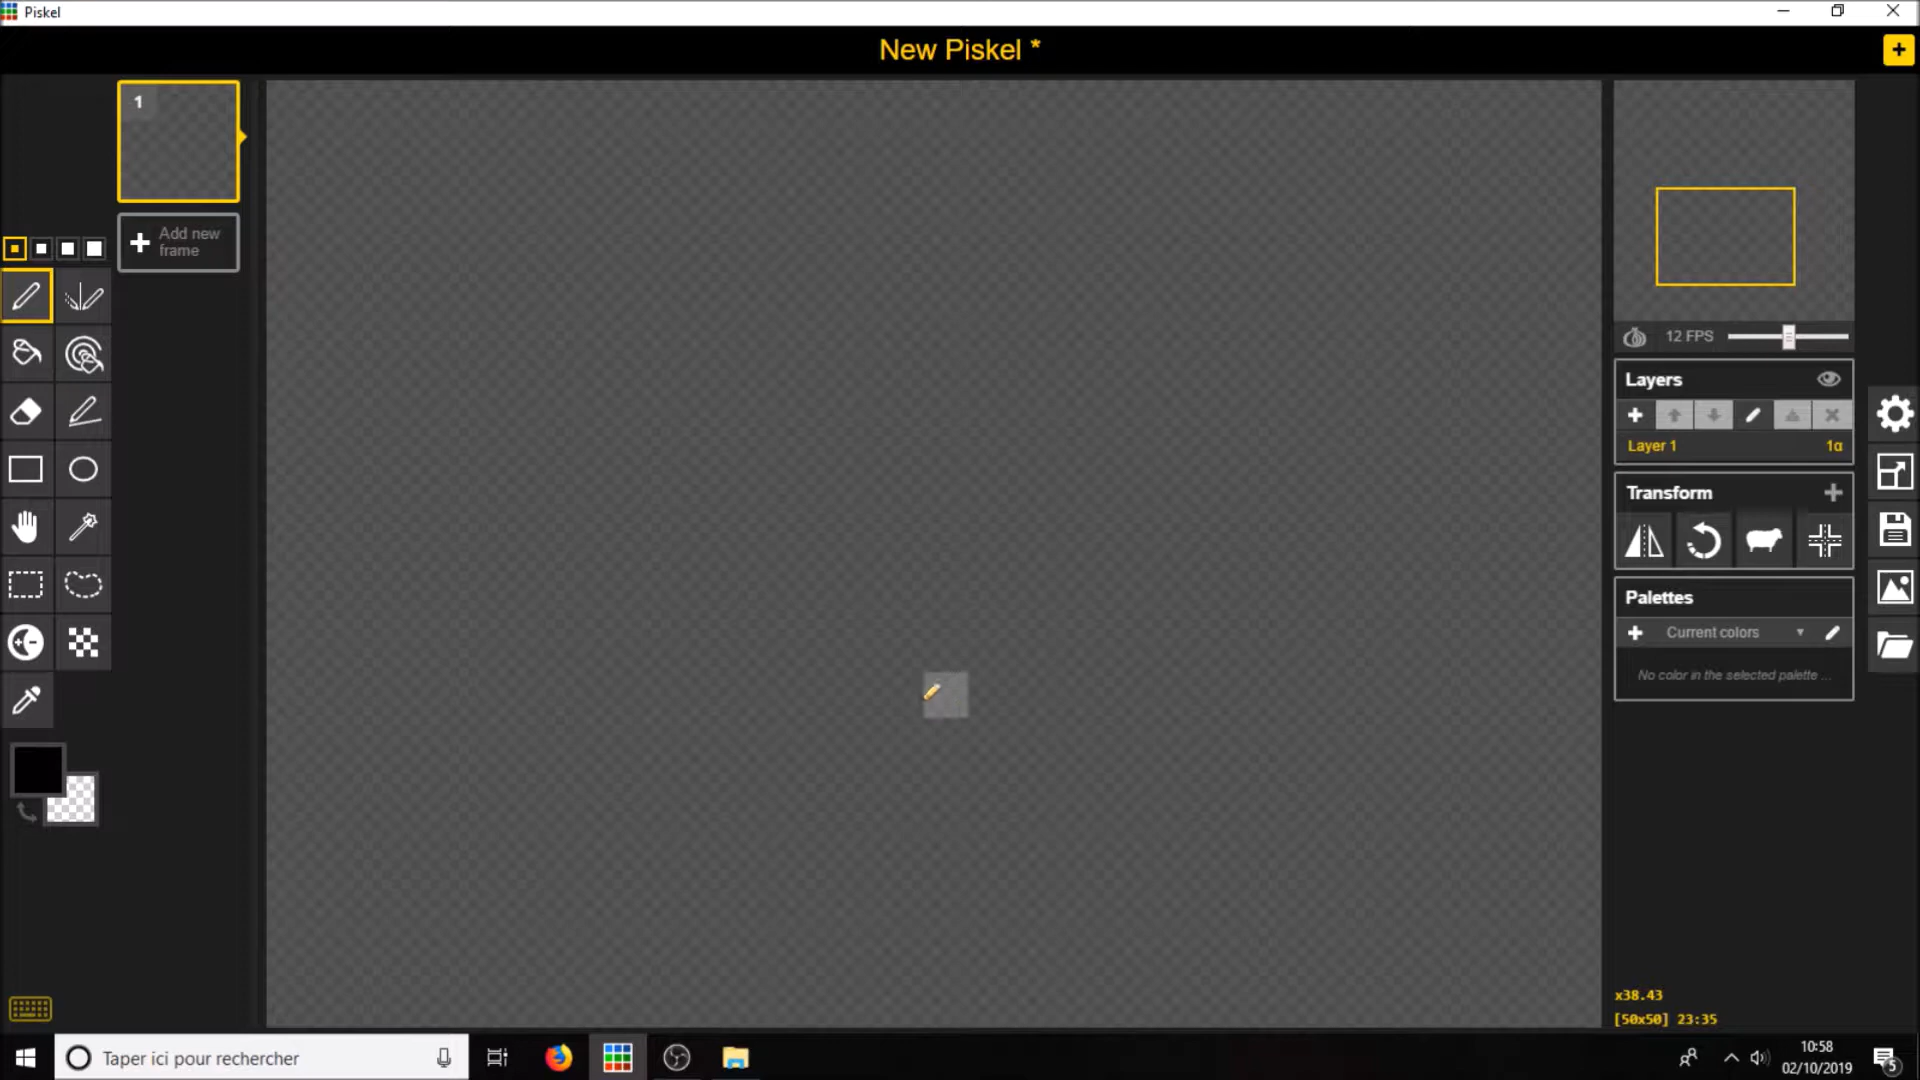 Piskel
New Piskel *
1
Add new
frame
12 FPS
Layers
Layer 1
1α
Transform
Palettes
Current colors
No color in the selected palette ...
x38.43
[50x50] 23:35
Taper ici pour rechercher
10:58
02/10/2019
5